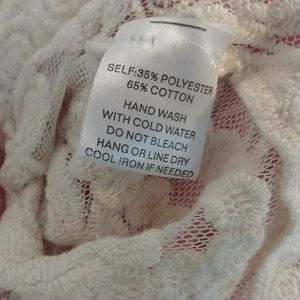 SELF:35% POLYESTER
65% COTTON
HAND WASH
WITH COLD WATER
DO NOT BLEACH
HANG OR LINE DRY
COOL IRON IF NEEDED